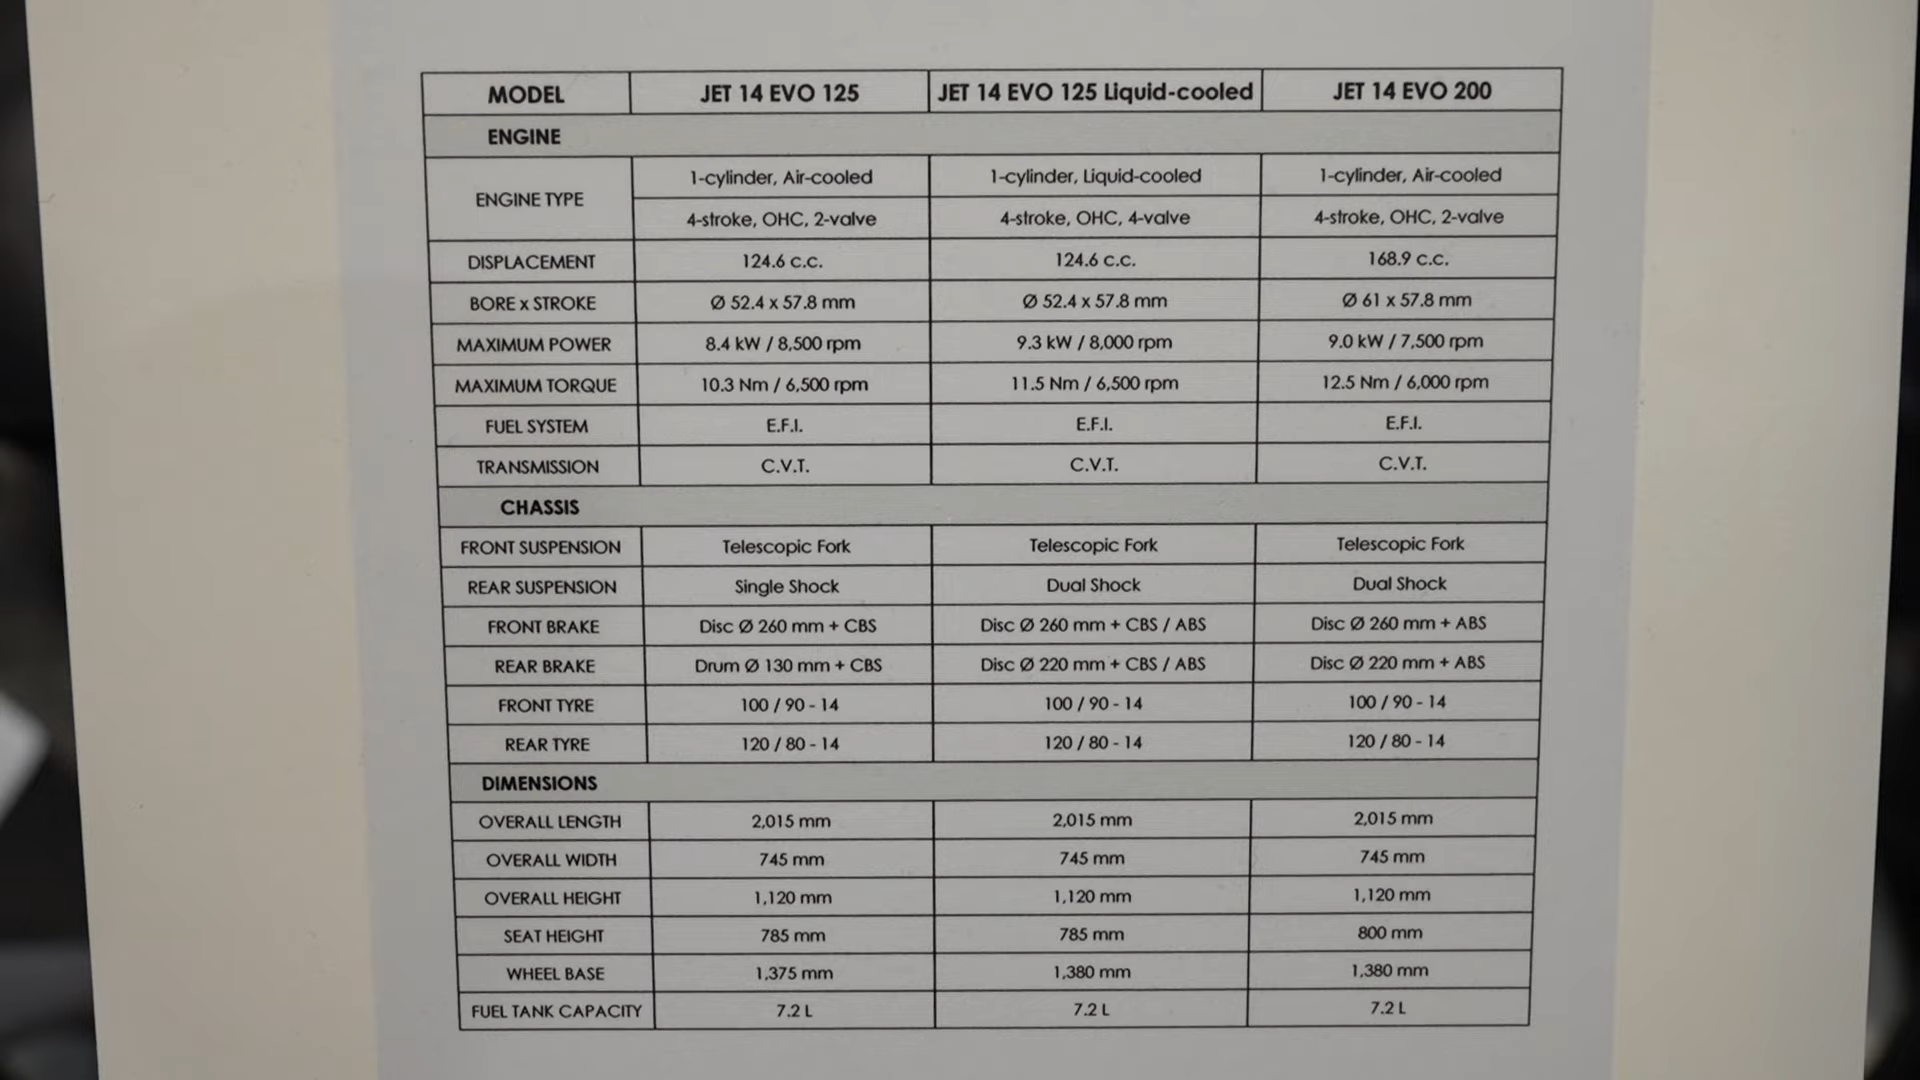 MODEL JET 14 EVO 125 JET 14 EVO 125 Liquid-cooled JET 14 EVO 200
ENGINE
ENGINE TYPE 1-cylinder, Air-cooled 1-cylinder, Liquid-cooled 1-cylinder, Air-cooled
4-stroke, OHC, 2-valve 4-stroke, OHC, 4-valve 4-stroke, OHC, 2-valve
DISPLACEMENT 124.6 c.c. 124.6 c.c. 168.9 c.c.
BORE x STROKE Ø 52.4 x 57.8 mm Ø 52.4 x 57.8 mm Ø 61 x 57.8 mm
MAXIMUM POWER 8.4 kW / 8,500 rpm 9.3 kW / 8,000 rpm 9.0 kW / 7,500 rpm
MAXIMUM TORQUE 10.3 Nm / 6,500 rpm 11.5 Nm / 6,500 rpm 12.5 Nm / 6,000 rpm
FUEL SYSTEM E.F.I. E.F.I. E.F.I.
TRANSMISSION C.V.T. C.V.T. C.V.T.
CHASSIS
FRONT SUSPENSION Telescopic Fork Telescopic Fork Telescopic Fork
REAR SUSPENSION Single Shock Dual Shock Dual Shock
FRONT BRAKE Disc Ø 260 mm + CBS Disc Ø 260 mm + CBS / ABS Disc Ø 260 mm + ABS
REAR BRAKE Drum Ø 130 mm + CBS Disc Ø 220 mm + CBS / ABS Disc Ø 220 mm + ABS
FRONT TYRE 100 / 90 - 14 100 / 90 - 14 100 / 90 - 14
REAR TYRE 120 / 80 - 14 120 / 80 - 14 120 / 80 - 14
DIMENSIONS
OVERALL LENGTH 2,015 mm 2,015 mm 2,015 mm
OVERALL WIDTH 745 mm 745 mm 745 mm
OVERALL HEIGHT 1,120 mm 1,120 mm 1,120 mm
SEAT HEIGHT 785 mm 785 mm 800 mm
WHEEL BASE 1,375 mm 1,380 mm 1,380 mm
FUEL TANK CAPACITY 7.2 L 7.2 L 7.2 L